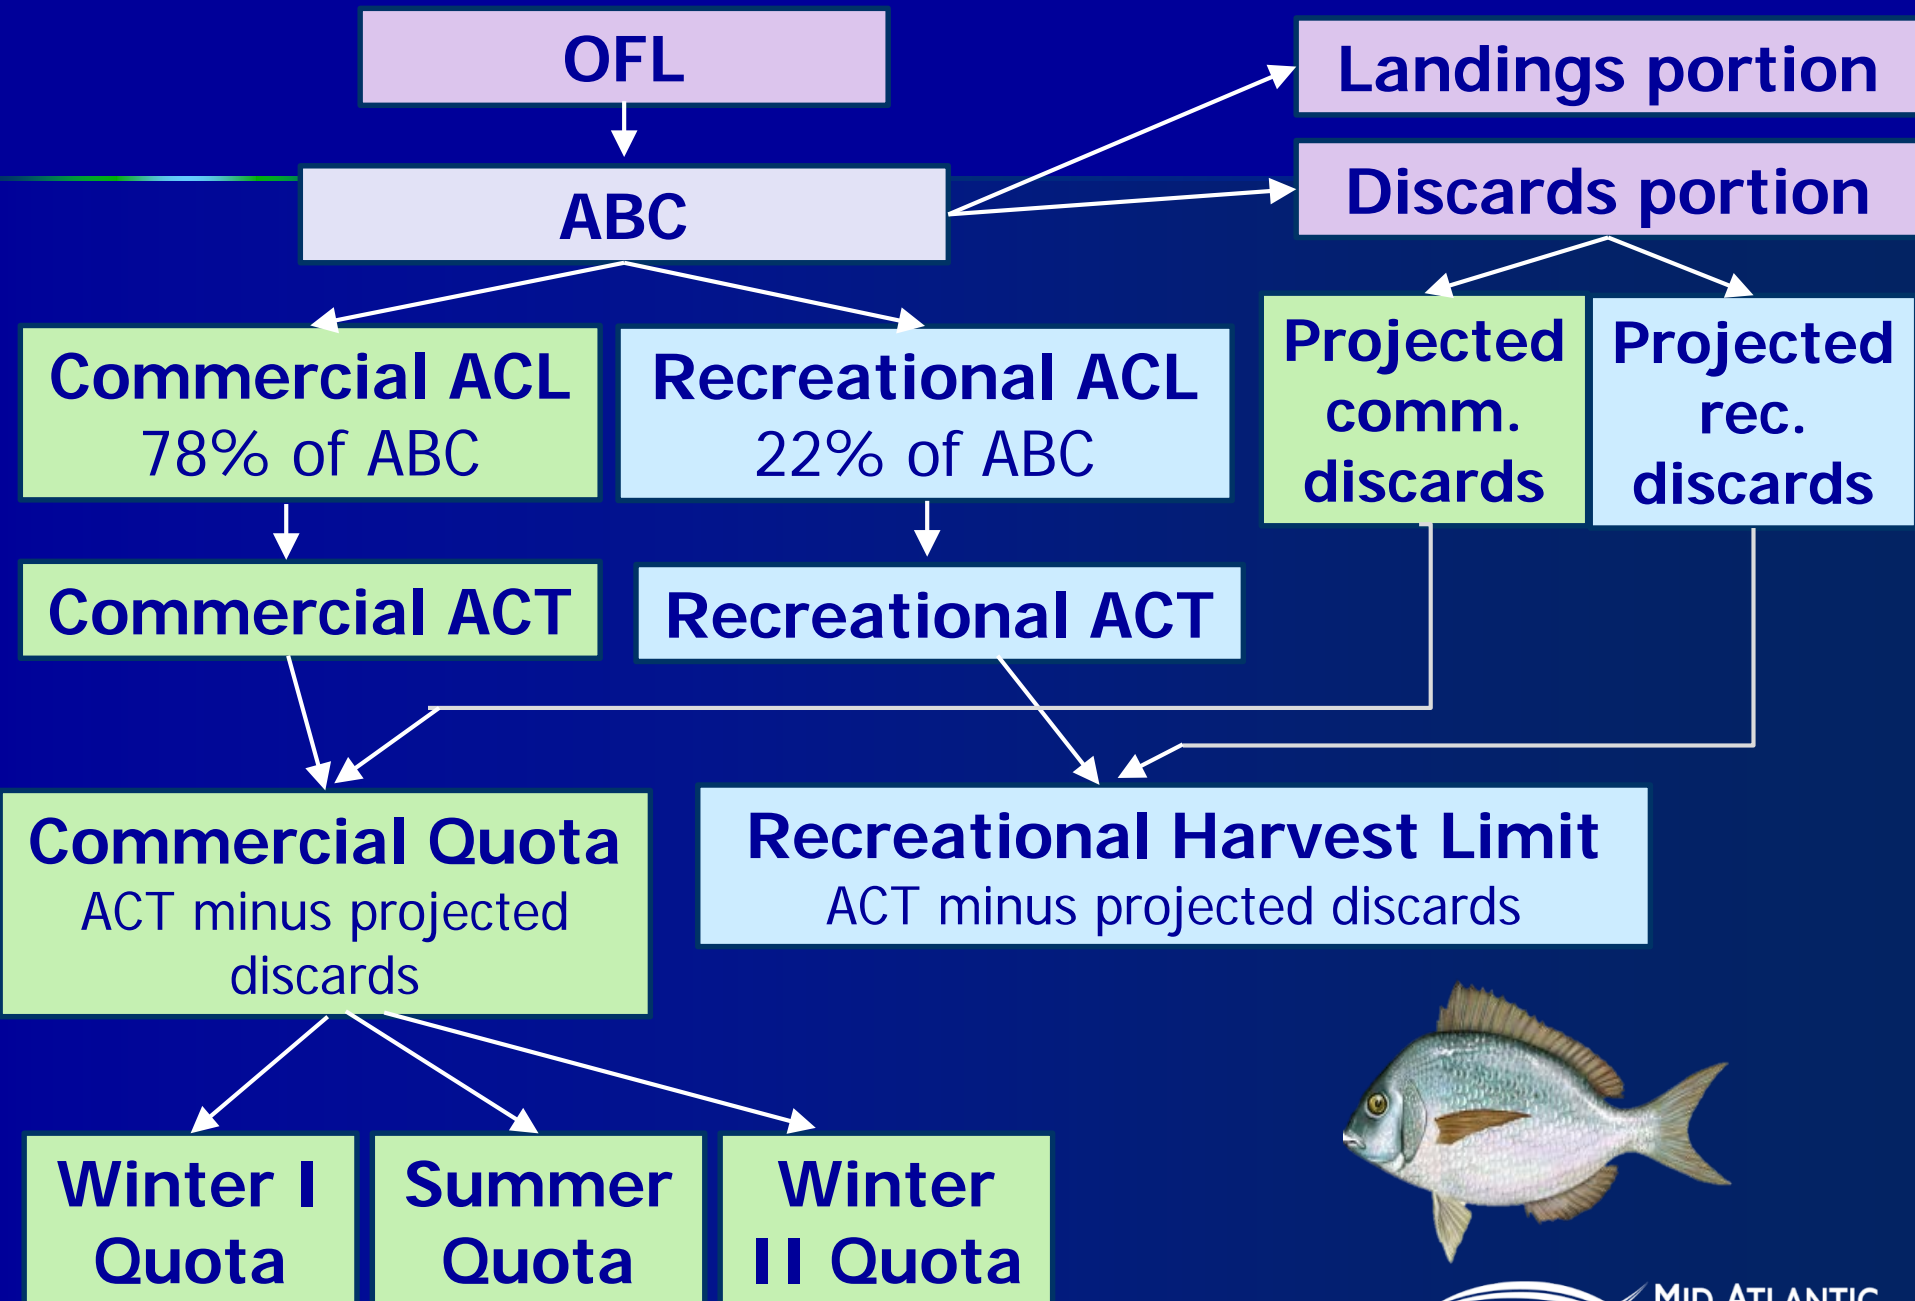 OFL
Landings portion
Discards portion
ABC
Commercial ACL
78% of ABC
Recreational ACL
22% of ABC
Projected
comm.
discards
Projected
rec.
discards
Commercial ACT
Recreational ACT
Commercial Quota
ACT minus projected
discards
Recreational Harvest Limit
ACT minus projected discards
Winter I
Quota
Summer
Quota
Winter
II Quota
MID ATLANTIC